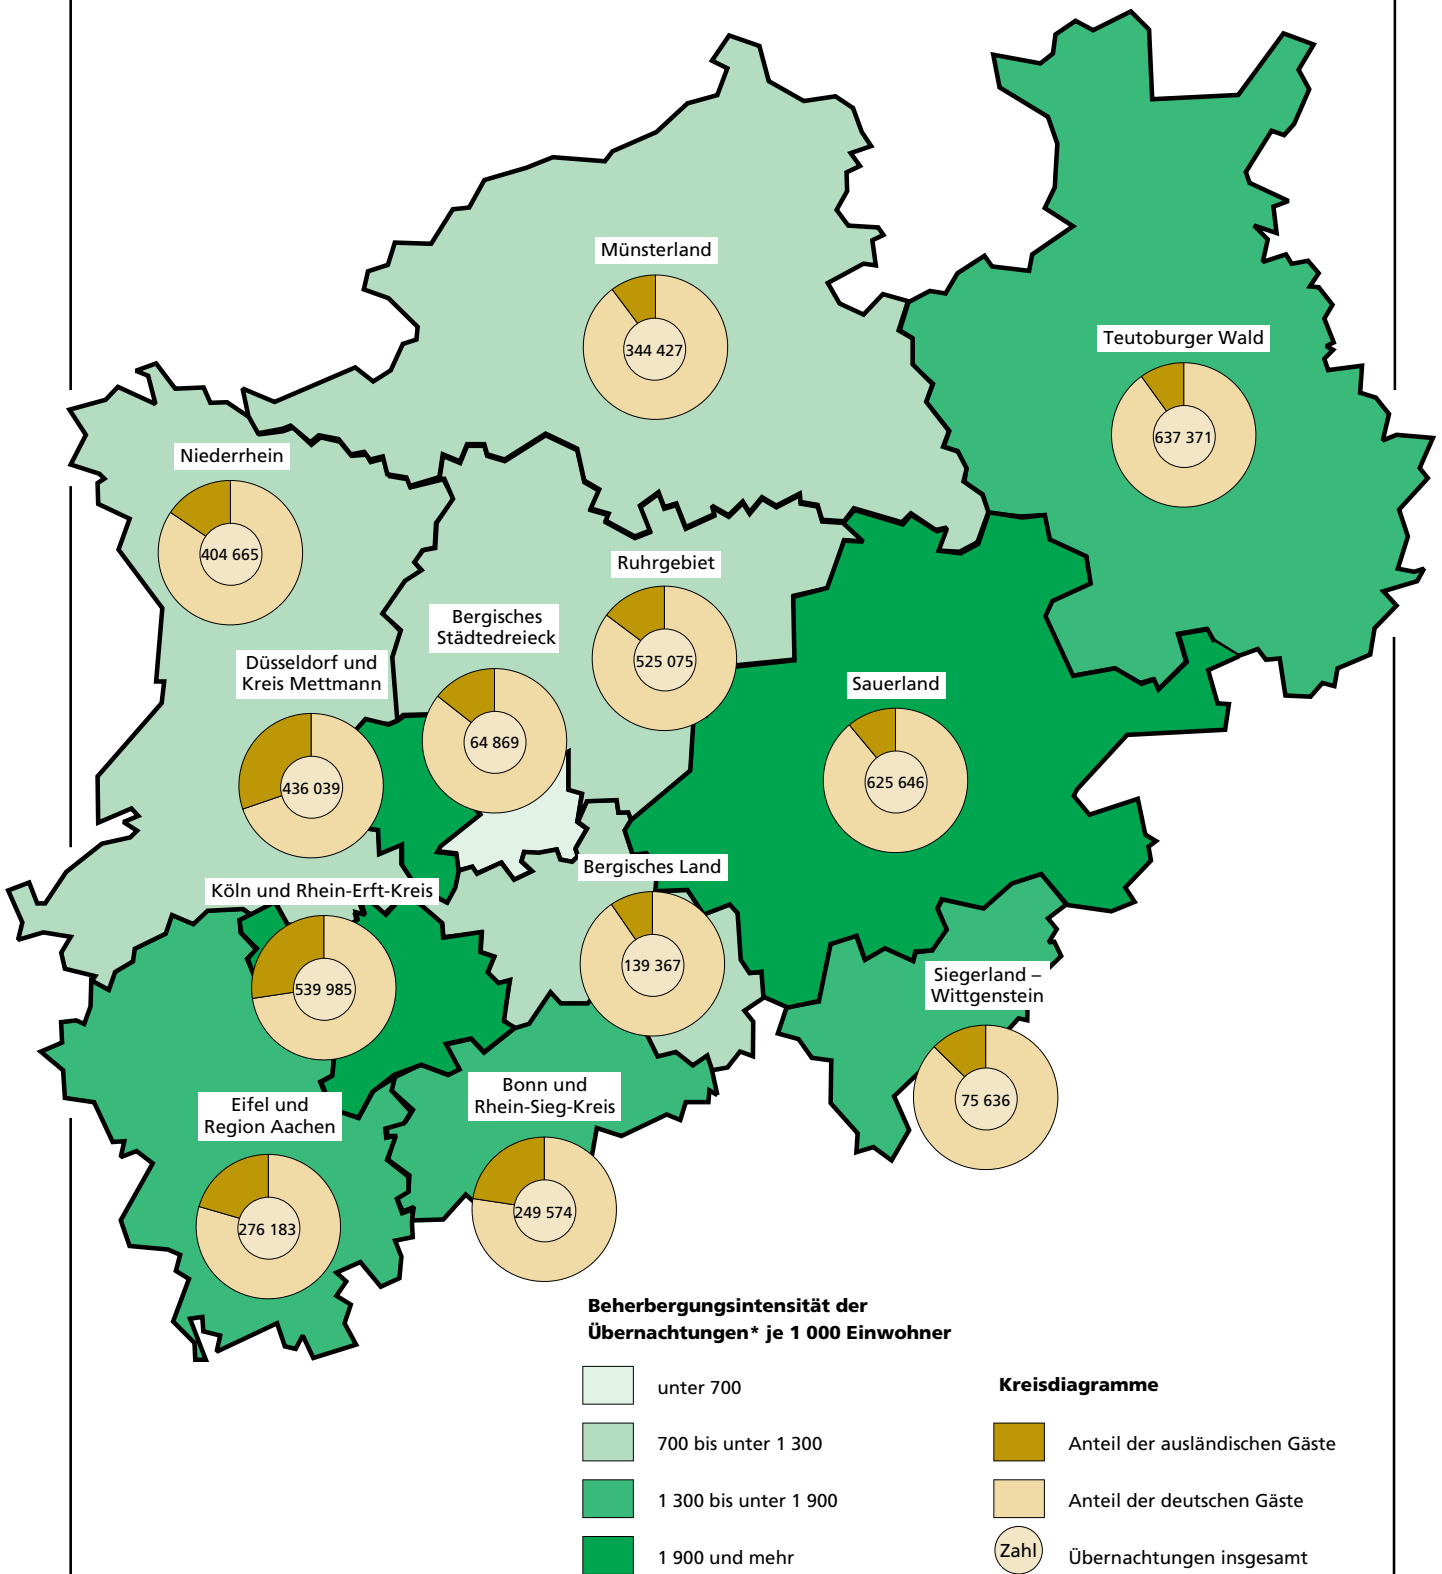 Münsterland
344 427
Teutoburger Wald
637 371
Niederrhein
404 665
Ruhrgebiet
525 075
Bergisches
Städtedreieck
64 869
Düsseldorf und
Kreis Mettmann
436 039
Sauerland
625 646
Bergisches Land
139 367
Köln und Rhein-Erft-Kreis
539 985
Siegerland –
Wittgenstein
75 636
Bonn und
Rhein-Sieg-Kreis
249 574
Eifel und
Region Aachen
276 183
Beherbergungsintensität der
Übernachtungen* je 1 000 Einwohner
unter 700
700 bis unter 1 300
1 300 bis unter 1 900
1 900 und mehr
Kreisdiagramme
Anteil der ausländischen Gäste
Anteil der deutschen Gäste
Zahl Übernachtungen insgesamt